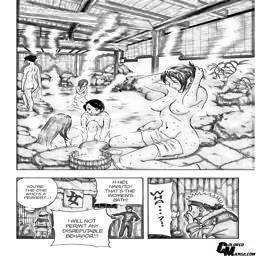 YOU'RE
THE ONE
WHO'S A
PERVERT...!
女
I WILL
NOT PERMIT
ANY
DISREPUTABLE
BEHAVIOR!!!
H-HEY,
NARUTO!
THAT'S THE
WOMEN'S
BATH!!
WHA...?
COLORED
MANGA.COM